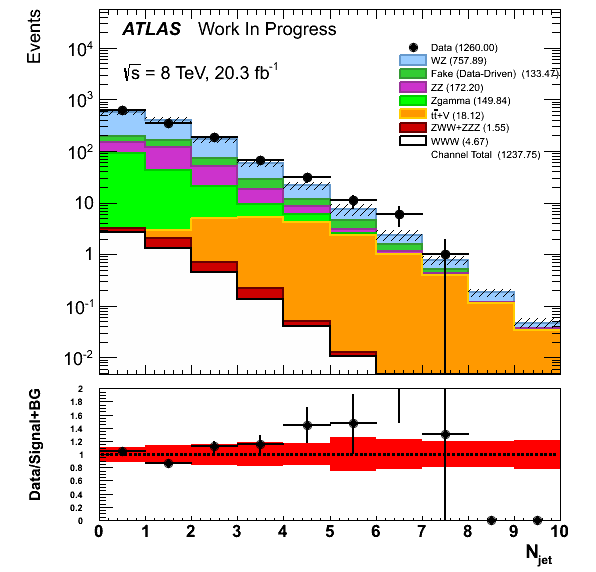 ATLAS Work In Progress
√s = 8 TeV, 20.3 fb⁻¹
Data (1260.00)
WZ (757.89)
Fake (Data-Driven) (133.47)
ZZ (172.20)
Zgamma (149.84)
tt̄+V (18.12)
ZWW+ZZZ (1.55)
WWW (4.67)
Channel Total (1237.75)
Events
10⁴
10³
10²
10
1
10⁻¹
10⁻²
Data/Signal+BG
2
1.8
1.6
1.4
1.2
1
0.8
0.6
0.4
0.2
0
0 1 2 3 4 5 6 7 8 9 10
N_jet